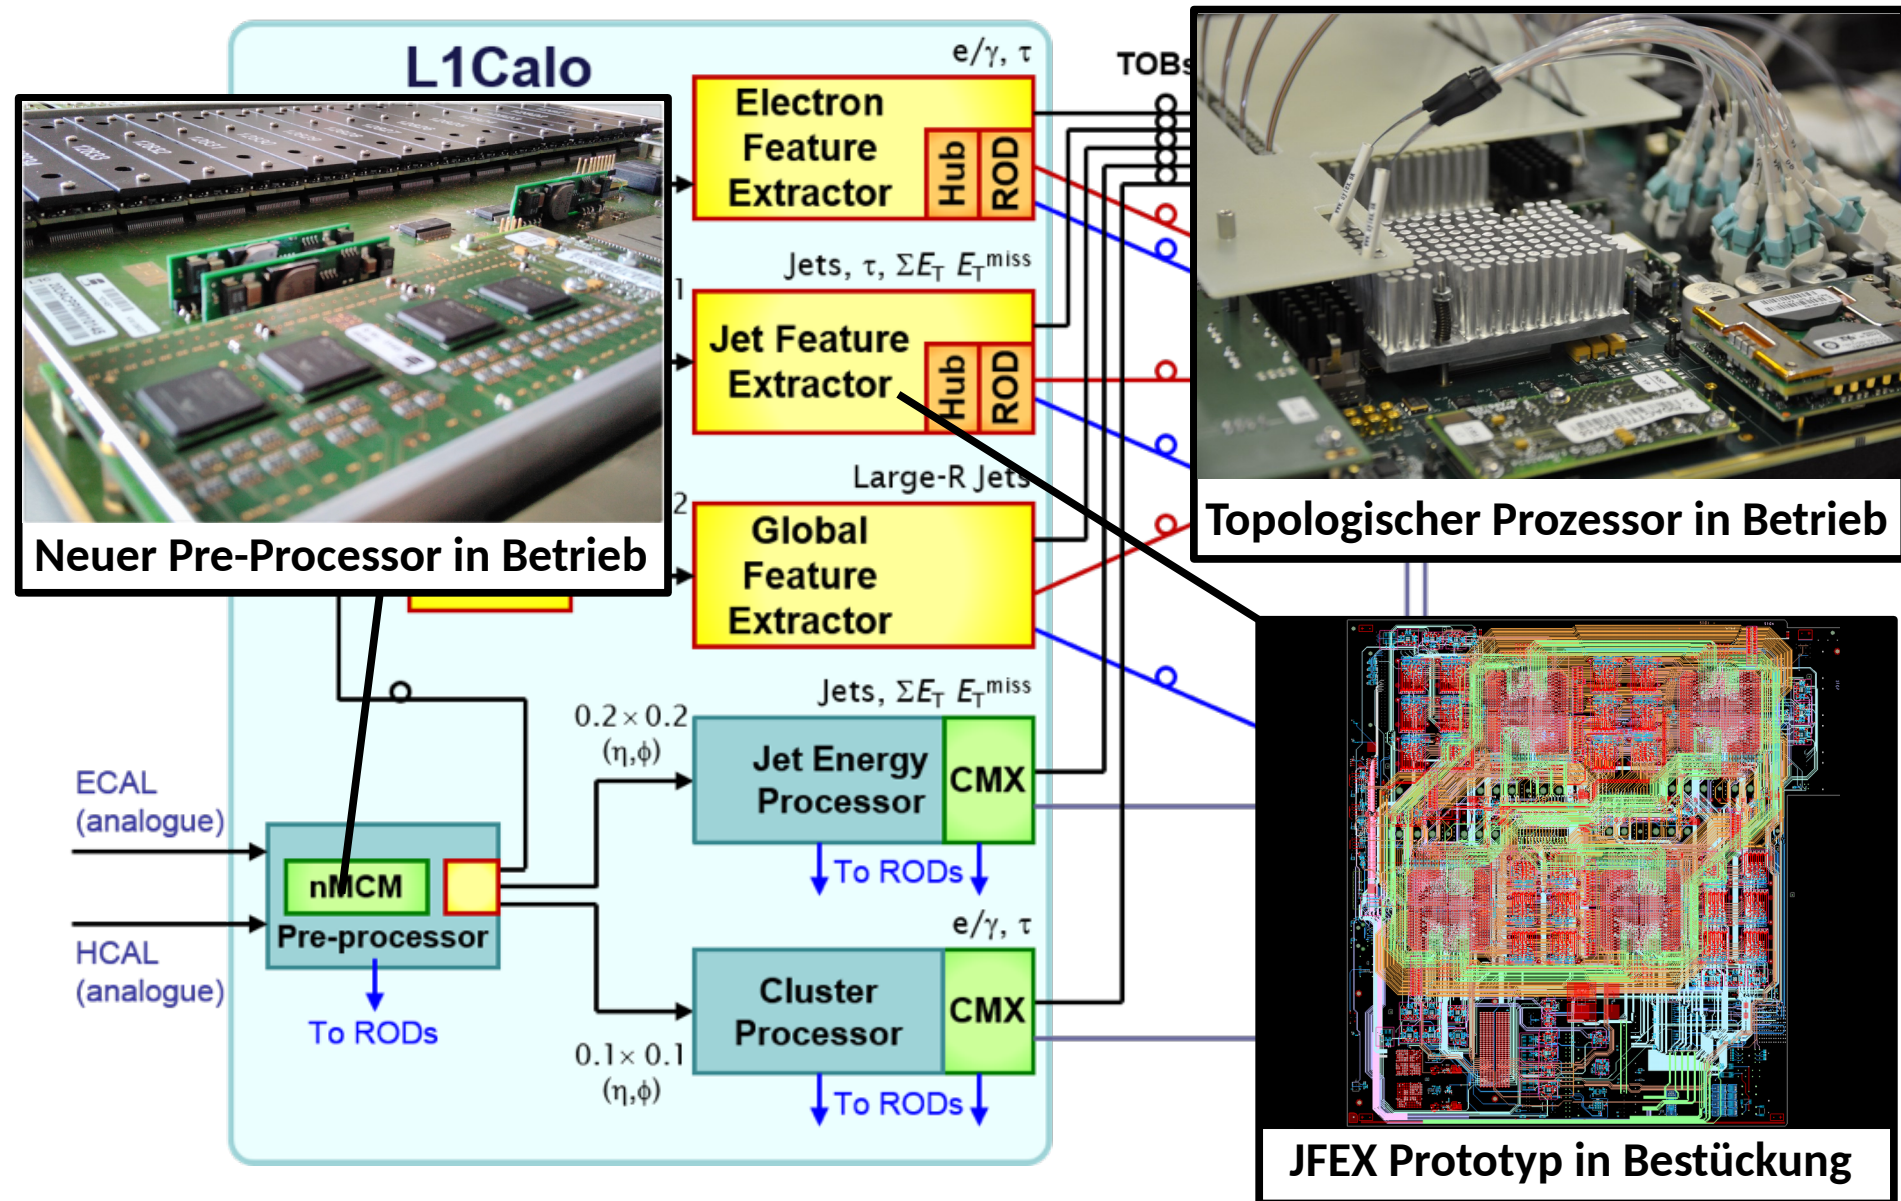 L1Calo
e/γ, τ
TOBs
Electron
Feature
Extractor
Hub
ROD
Jets, τ, ΣE_T E_T^miss
1
Jet Feature
Extractor
Hub
ROD
Large-R Jets
2
Global
Feature
Extractor
Neuer Pre-Processor in Betrieb
Topologischer Prozessor in Betrieb
Jets, ΣE_T E_T^miss
0.2 × 0.2
(η,ϕ)
Jet Energy
Processor
CMX
To RODs
ECAL
(analogue)
nMCM
Pre-processor
HCAL
(analogue)
To RODs
e/γ, τ
Cluster
Processor
CMX
0.1 × 0.1
(η,ϕ)
To RODs
JFEX Prototyp in Bestückung